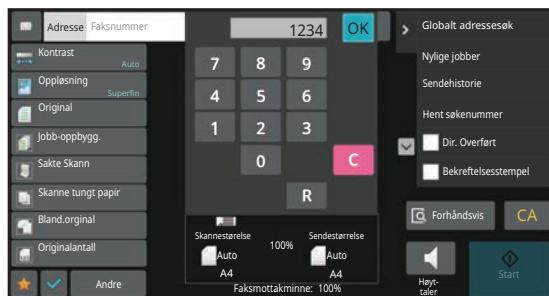 Adresse Faksnummer
Kontrast
Auto
Oppløsning
Superfin
Original
Jobb-oppbygg.
Sakte Skann
Skanne tungt papir
Bland.orginal
Originalantall
Andre
1234
OK
7 8 9
4 5 6
1 2 3
0 C
R
Skannestørelse Sendestørrelse
Auto 100% Auto
A4 A4
Faksmottakminne: 100%
Globalt adressesøk
Nylige jobber
Sendehistorie
Hent søkenummer
Dir. Overført
Bekreftelsesstempel
Forhåndsvis CA
Høyt-
taler
Start